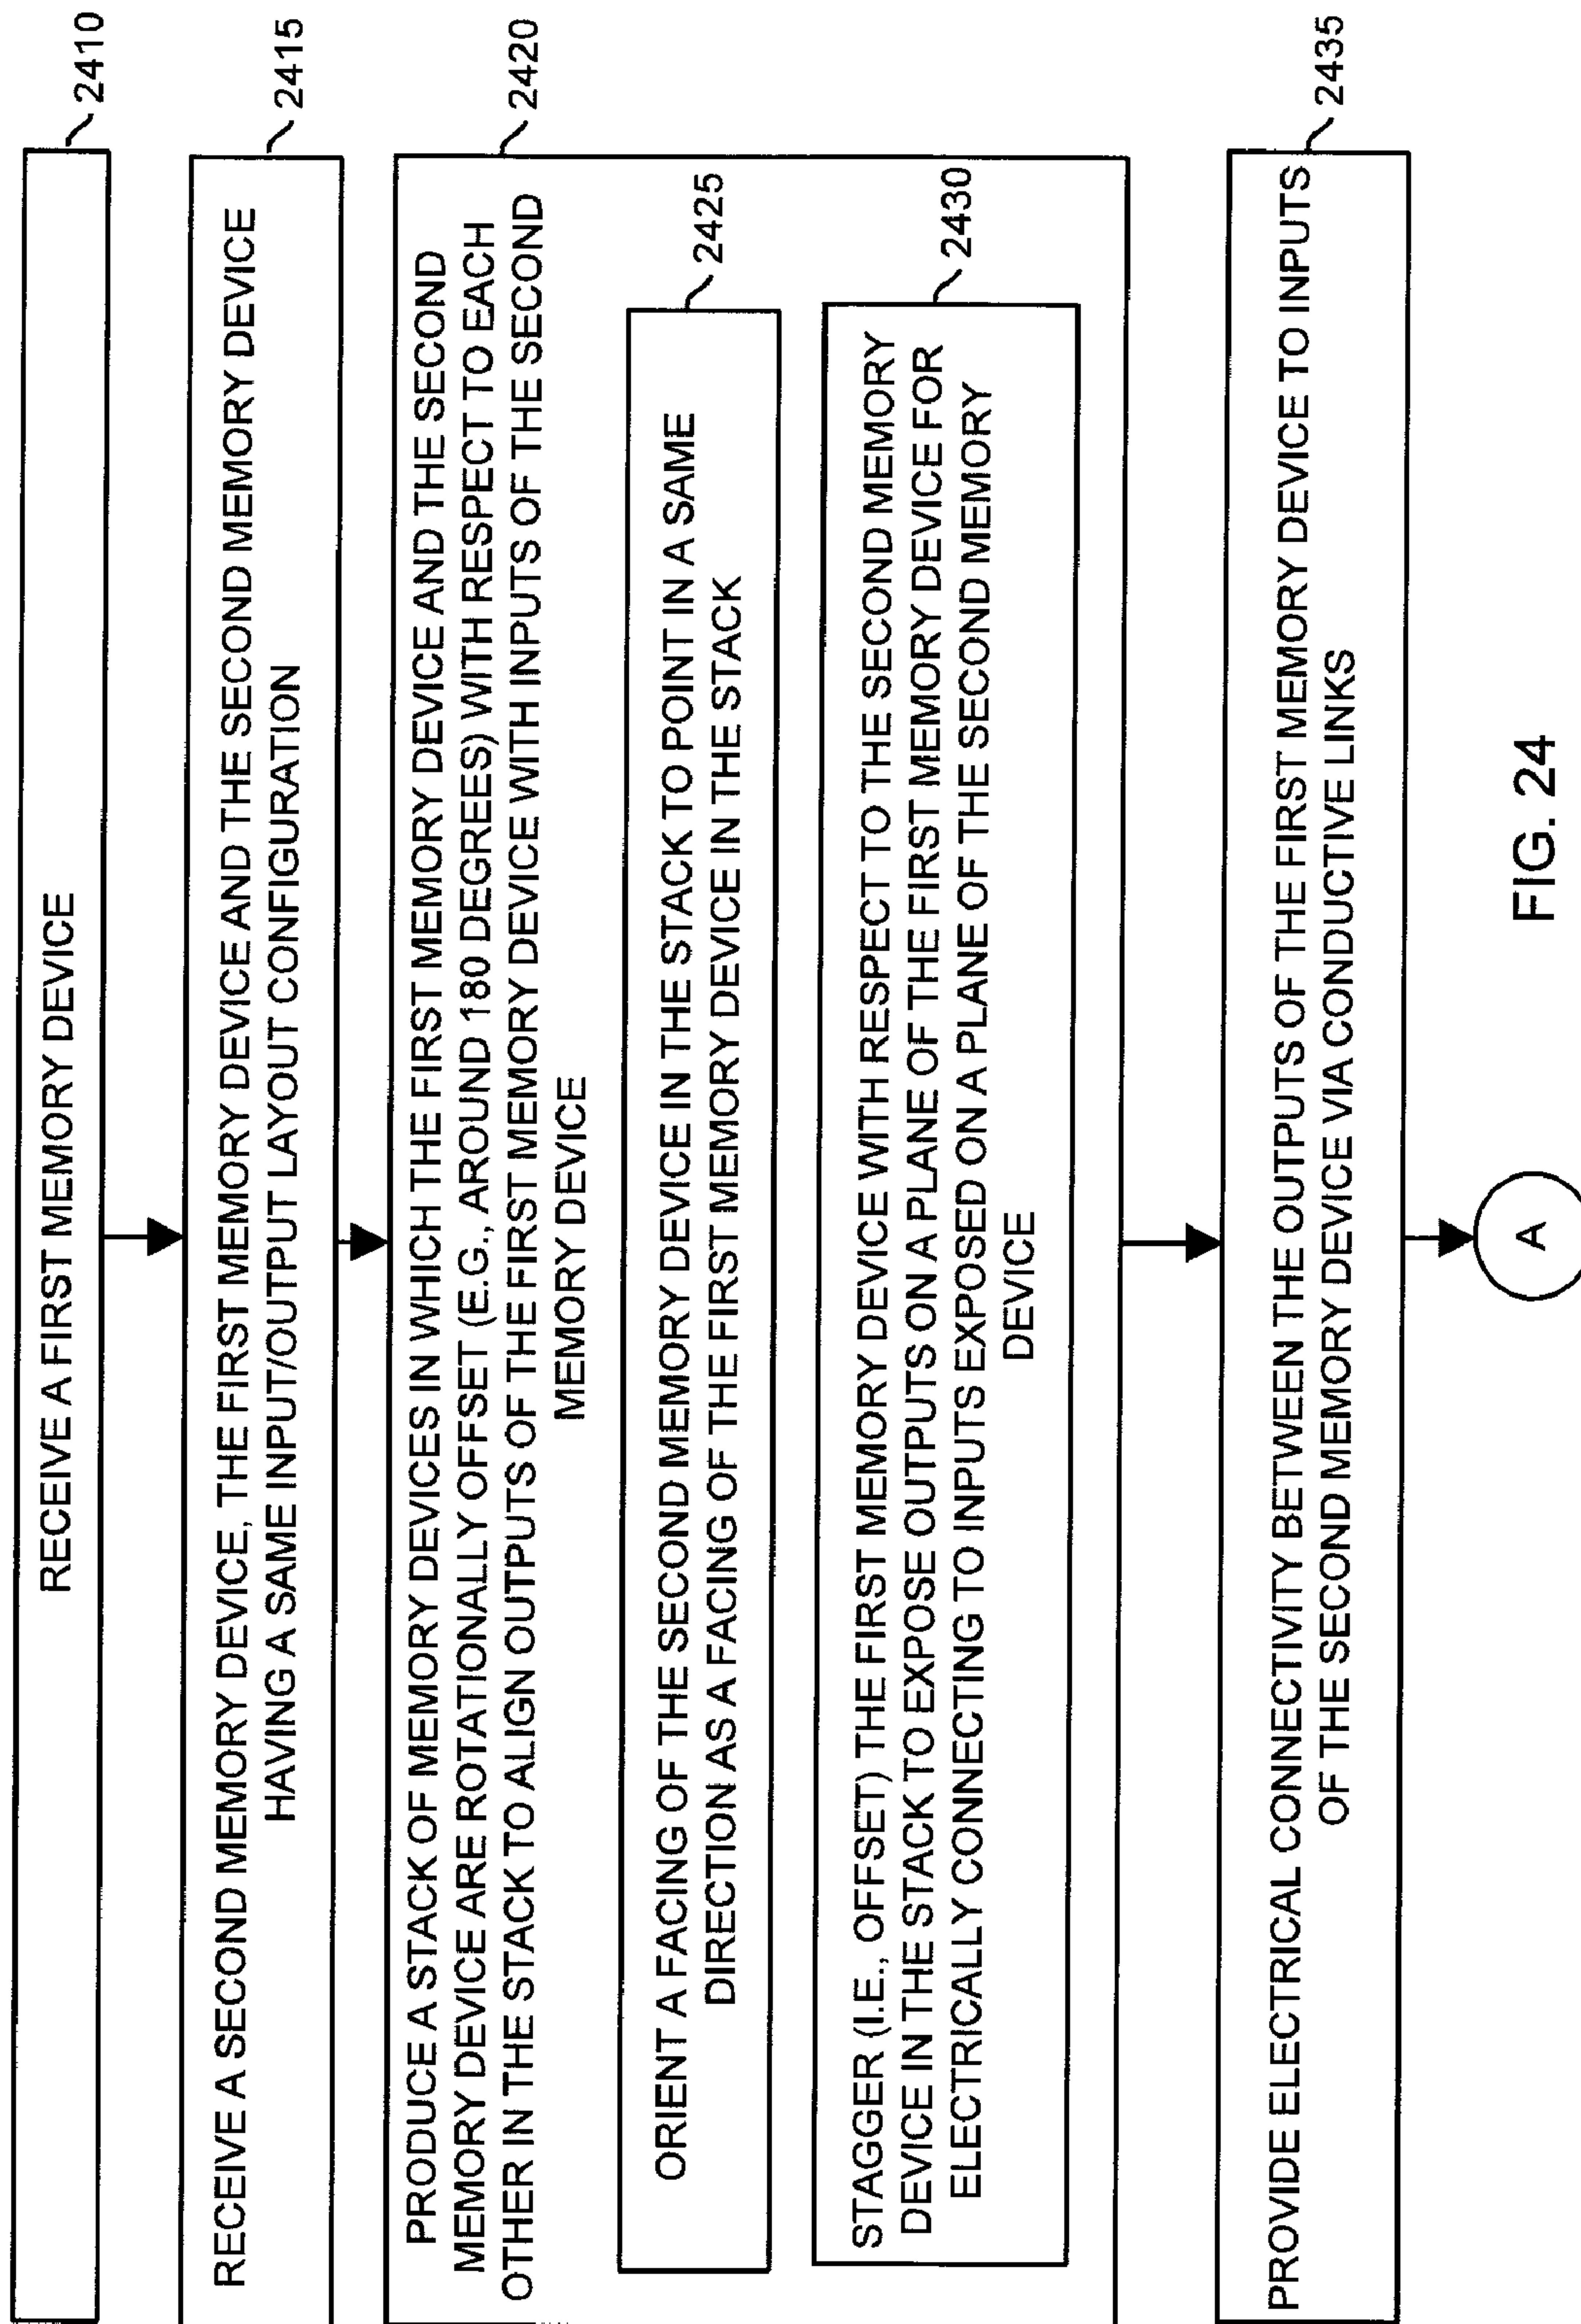 RECEIVE A FIRST MEMORY DEVICE
2410
RECEIVE A SECOND MEMORY DEVICE, THE FIRST MEMORY DEVICE AND THE SECOND MEMORY DEVICE
HAVING A SAME INPUT/OUTPUT LAYOUT CONFIGURATION
2415
PRODUCE A STACK OF MEMORY DEVICES IN WHICH THE FIRST MEMORY DEVICE AND THE SECOND
MEMORY DEVICE ARE ROTATIONALLY OFFSET (E.G., AROUND 180 DEGREES) WITH RESPECT TO EACH
OTHER IN THE STACK TO ALIGN OUTPUTS OF THE FIRST MEMORY DEVICE WITH INPUTS OF THE SECOND
MEMORY DEVICE
2420
ORIENT A FACING OF THE SECOND MEMORY DEVICE IN THE STACK TO POINT IN A SAME
DIRECTION AS A FACING OF THE FIRST MEMORY DEVICE IN THE STACK
2425
STAGGER (I.E., OFFSET) THE FIRST MEMORY DEVICE WITH RESPECT TO THE SECOND MEMORY
DEVICE IN THE STACK TO EXPOSE OUTPUTS ON A PLANE OF THE FIRST MEMORY DEVICE FOR
ELECTRICALLY CONNECTING TO INPUTS EXPOSED ON A PLANE OF THE SECOND MEMORY
DEVICE
2430
PROVIDE ELECTRICAL CONNECTIVITY BETWEEN THE OUTPUTS OF THE FIRST MEMORY DEVICE TO INPUTS
OF THE SECOND MEMORY DEVICE VIA CONDUCTIVE LINKS
2435
A
FIG. 24